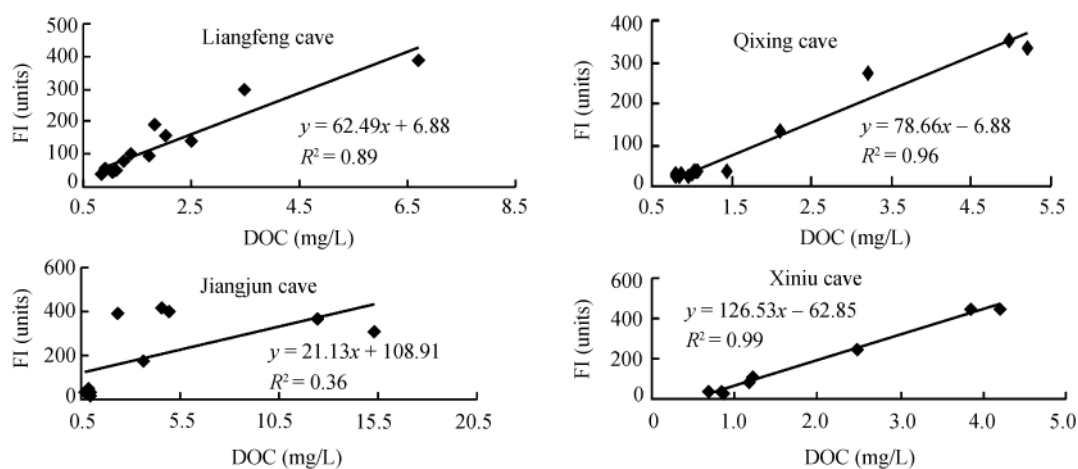 Liangfeng cave
FI (units)
500
400
300
200
100
0
y = 62.49x + 6.88
R² = 0.89
0.5 2.5 4.5 6.5 8.5
DOC (mg/L)
Qixing cave
FI (units)
400
300
200
100
0
y = 78.66x – 6.88
R² = 0.96
0.5 1.5 2.5 3.5 4.5 5.5
DOC (mg/L)
Jiangjun cave
FI (units)
600
400
200
0
y = 21.13x + 108.91
R² = 0.36
0.5 5.5 10.5 15.5 20.5
DOC (mg/L)
Xiniu cave
FI (units)
600
400
200
0
y = 126.53x – 62.85
R² = 0.99
0 1.0 2.0 3.0 4.0 5.0
DOC (mg/L)